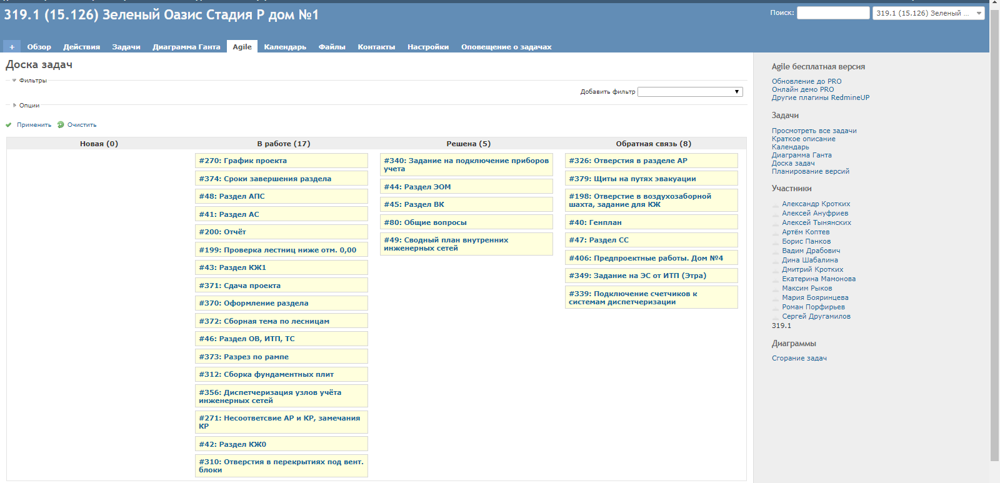 319.1 (15.126) Зеленый Оазис Стадия Р дом №1
Поиск:
319.1 (15.126) Зеленый ...
+ Обзор Действия Задачи Диаграмма Ганта Agile Календарь Файлы Контакты Настройки Оповещение о задачах
Доска задач
Фильтры
Добавить фильтр
Опции
Применить Очистить
Новая (0)
В работе (17)
#270: График проекта
#374: Сроки завершения раздела
#48: Раздел АПС
#41: Раздел АС
#200: Отчёт
#199: Проверка лестниц ниже отм. 0,00
#43: Раздел КЖ1
#371: Сдача проекта
#370: Оформление раздела
#372: Сборная тема по лесницам
#46: Раздел ОВ, ИТП, ТС
#373: Разрез по рампе
#312: Сборка фундаментных плит
#356: Диспетчеризация узлов учёта
инженерных сетей
#271: Несоответсвие АР и КР, замечания
КР
#42: Раздел КЖ0
#310: Отверстия в перекрытиях под вент.
блоки
Решена (5)
#340: Задание на подключение приборов
учета
#44: Раздел ЭОМ
#45: Раздел ВК
#80: Общие вопросы
#49: Сводный план внутренних
инженерных сетей
Обратная связь (8)
#326: Отверстия в разделе АР
#379: Щиты на путях эвакуации
#198: Отверстие в воздухозаборной
шахта, задание для КЖ
#40: Генплан
#47: Раздел СС
#406: Предпроектные работы. Дом №4
#349: Задание на ЭС от ИТП (Этра)
#339: Подключение счетчиков к
системам диспетчеризации
Agile бесплатная версия
Обновление до PRO
Онлайн демо PRO
Другие плагины RedmineUP
Задачи
Просмотреть все задачи
Краткое описание
Календарь
Диаграмма Ганта
Доска задач
Планирование версий
Участники
Александр Кротких
Алексей Ануфриев
Алексей Тынянских
Артём Коптев
Борис Панков
Вадим Драбович
Дина Шабалина
Дмитрий Кротких
Екатерина Мамонова
Максим Рыков
Мария Бояринцева
Роман Порфирьев
Сергей Другамилов
319.1
Диаграммы
Сгорание задач